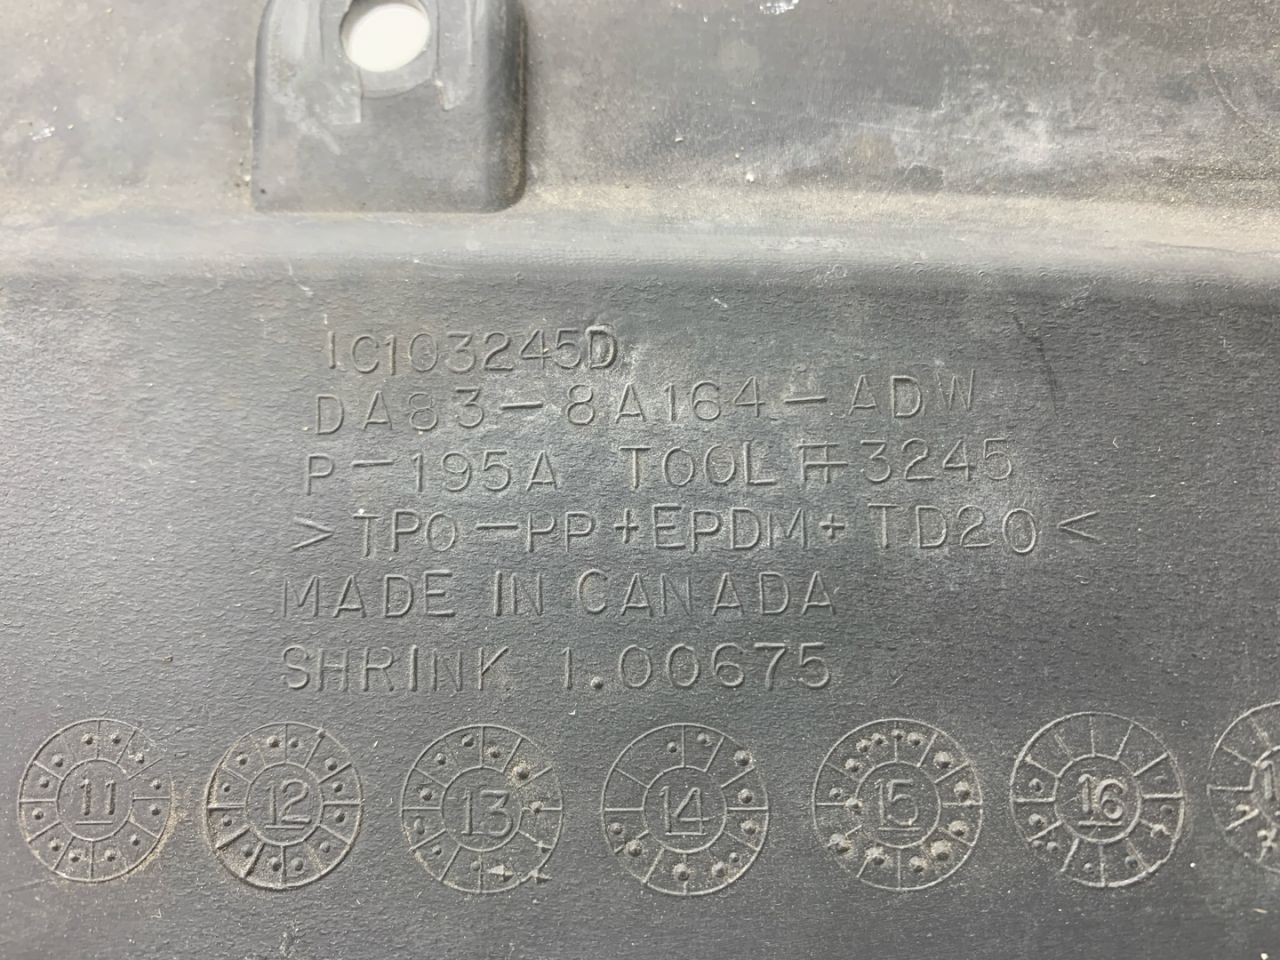 1C103245D
DA83-8A164-ADW
P-195A TOOL #3245
>TPO-PP+EPDM+TD20<
MADE IN CANADA
SHRINK 1.00675
11 12 13 14 15 16